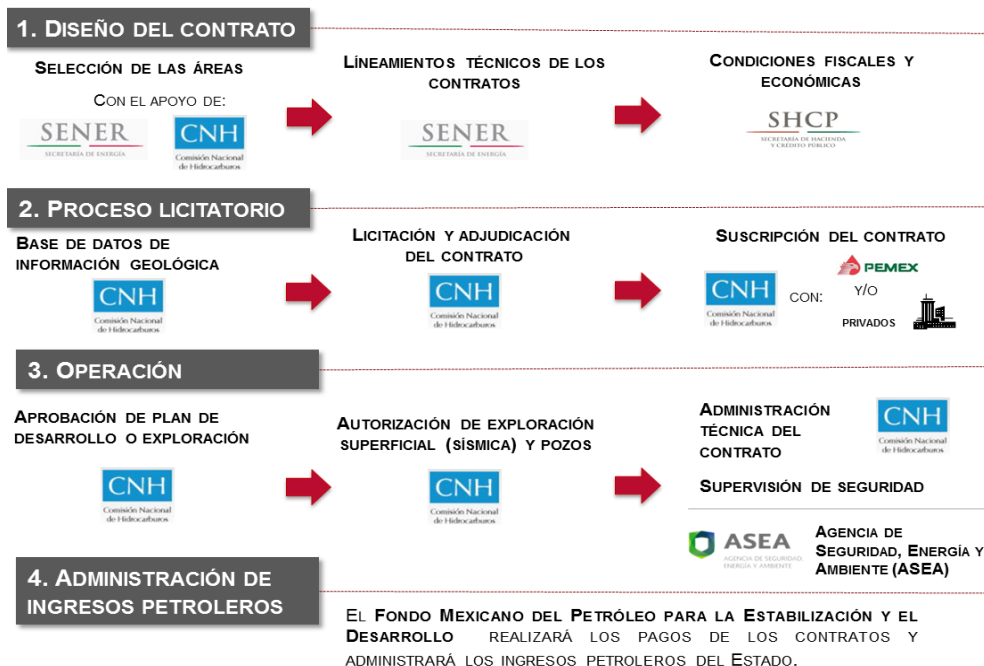 1. DISEÑO DEL CONTRATO
SELECCIÓN DE LAS ÁREAS
CON EL APOYO DE:
SENER
SECRETARÍA DE ENERGÍA
CNH
Comisión Nacional
de Hidrocarburos
LÍNEAMIENTOS TÉCNICOS DE LOS
CONTRATOS
SENER
SECRETARÍA DE ENERGÍA
CONDICIONES FISCALES Y
ECONÓMICAS
SHCP
SECRETARÍA DE HACIENDA
Y CRÉDITO PÚBLICO
2. PROCESO LICITATORIO
BASE DE DATOS DE
INFORMACIÓN GEOLÓGICA
CNH
Comisión Nacional
de Hidrocarburos
LICITACIÓN Y ADJUDICACIÓN
DEL CONTRATO
CNH
Comisión Nacional
de Hidrocarburos
SUSCRIPCIÓN DEL CONTRATO
CNH
Comisión Nacional
de Hidrocarburos
CON:
PEMEX
Y/O
PRIVADOS
3. OPERACIÓN
APROBACIÓN DE PLAN DE
DESARROLLO O EXPLORACIÓN
CNH
Comisión Nacional
de Hidrocarburos
AUTORIZACIÓN DE EXPLORACIÓN
SUPERFICIAL (SÍSMICA) Y POZOS
CNH
Comisión Nacional
de Hidrocarburos
ADMINISTRACIÓN
TÉCNICA DEL
CONTRATO
CNH
Comisión Nacional
de Hidrocarburos
SUPERVISIÓN DE SEGURIDAD
ASEA
AGENCIA DE SEGURIDAD,
ENERGÍA Y AMBIENTE
AGENCIA DE
SEGURIDAD, ENERGÍA Y
AMBIENTE (ASEA)
4. ADMINISTRACIÓN DE
INGRESOS PETROLEROS
EL FONDO MEXICANO DEL PETRÓLEO PARA LA ESTABILIZACIÓN Y EL
DESARROLLO REALIZARÁ LOS PAGOS DE LOS CONTRATOS Y
ADMINISTRARÁ LOS INGRESOS PETROLEROS DEL ESTADO.